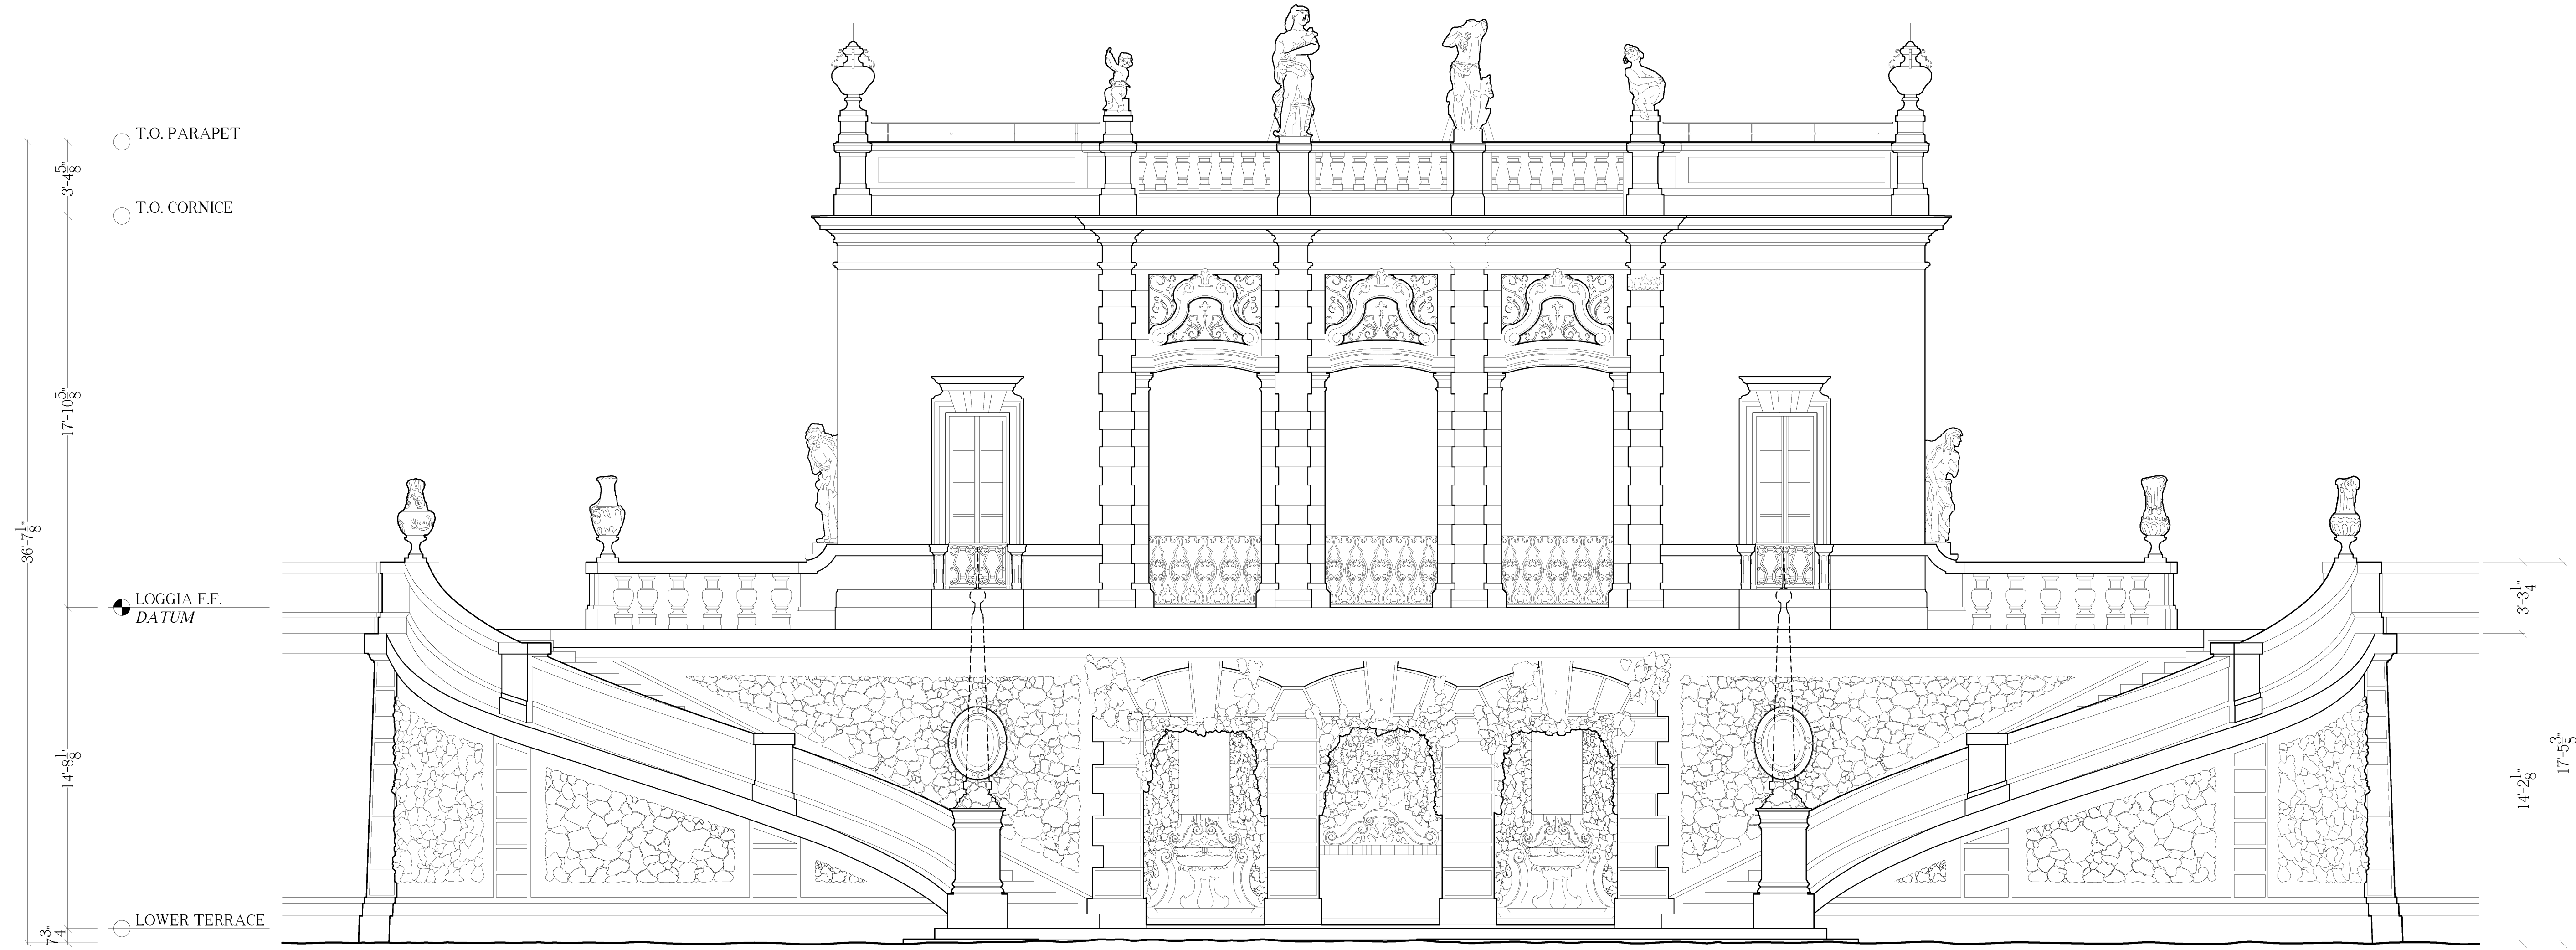 T.O. PARAPET
3'-4 5/8"
T.O. CORNICE
17'-10 5/8"
36'-7 1/8"
LOGGIA F.F.
DATUM
14'-8 1/8"
LOWER TERRACE
7 3/4"
3'-3 1/4"
17'-5 3/8"
14'-2 1/8"